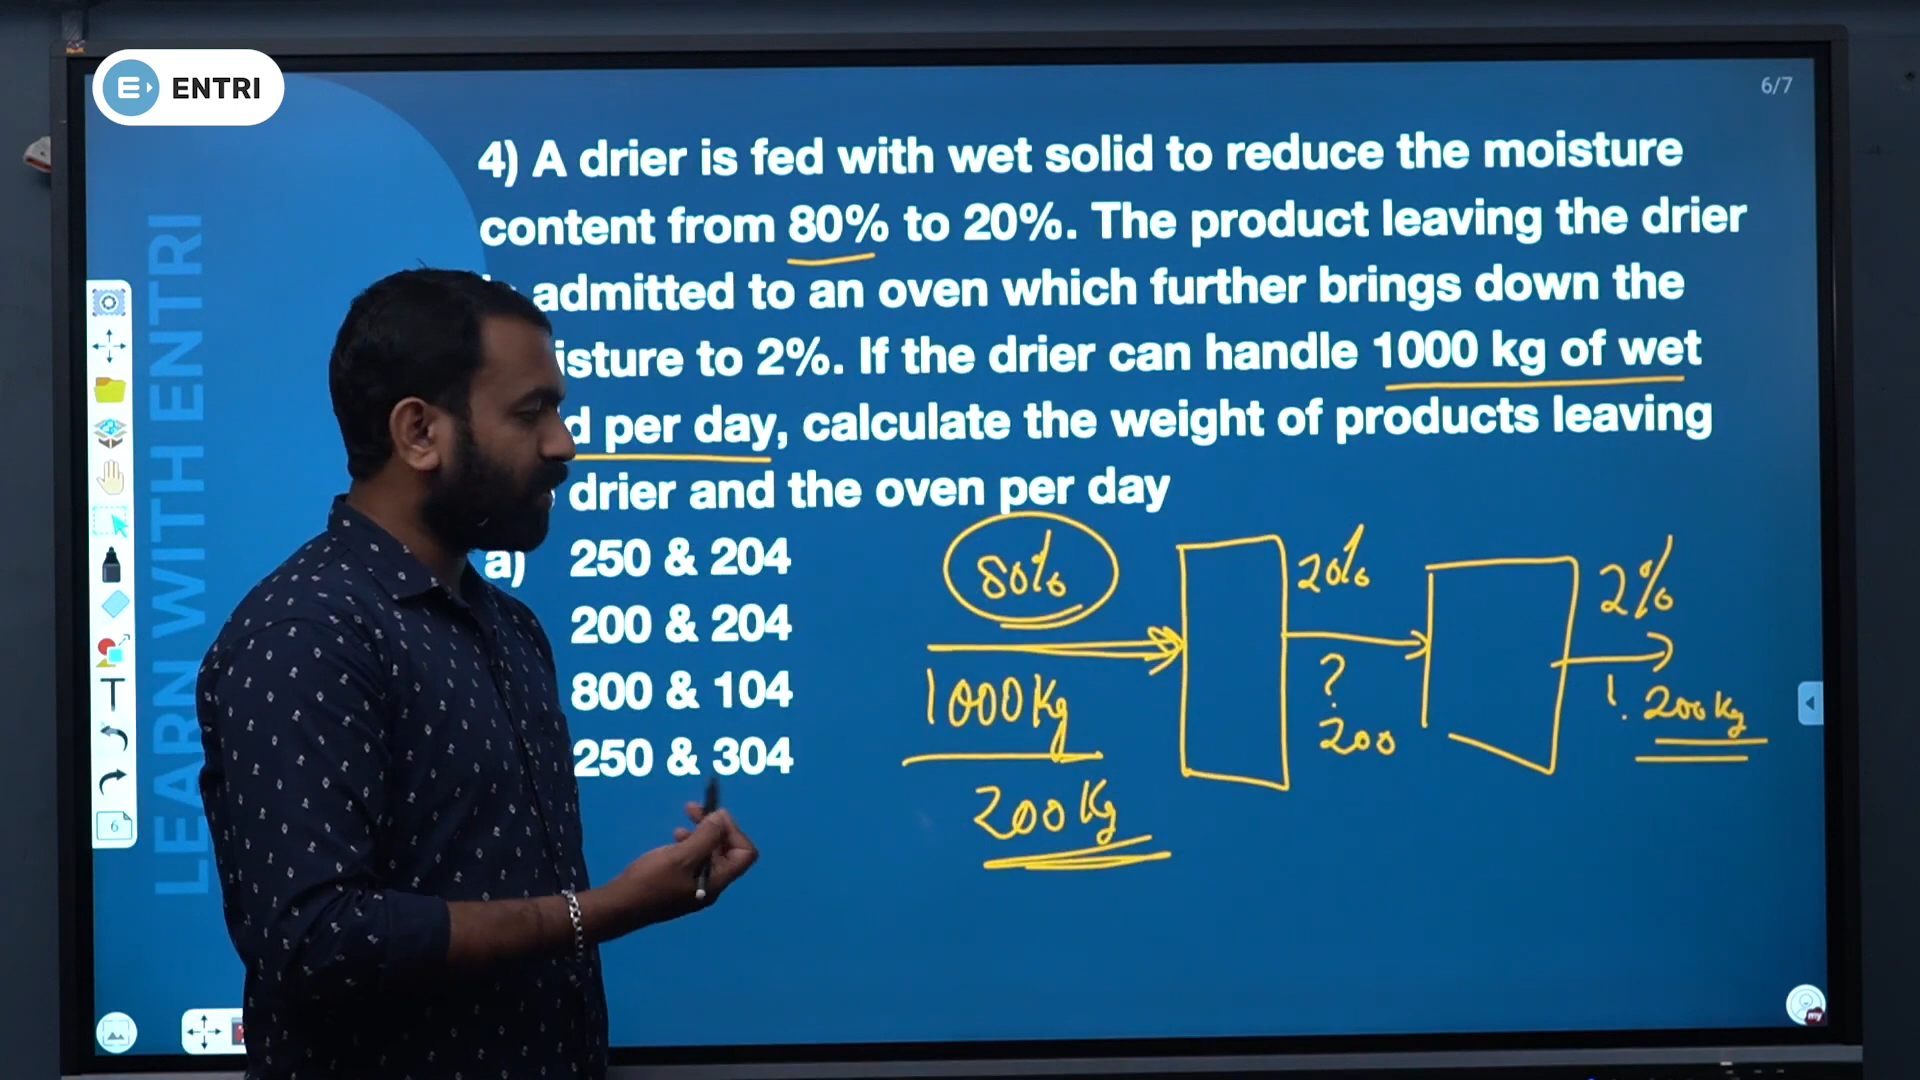 ENTRI
6/7
4) A drier is fed with wet solid to reduce the moisture
content from 80% to 20%. The product leaving the drier
admitted to an oven which further brings down the
isture to 2%. If the drier can handle 1000 kg of wet
d per day, calculate the weight of products leaving
drier and the oven per day
a) 250 & 204
200 & 204
800 & 104
250 & 304
80%
1000 Kg
200 Kg
20%
?
200
2%
200 Kg
LEARN WITH ENTRI
T
6
my